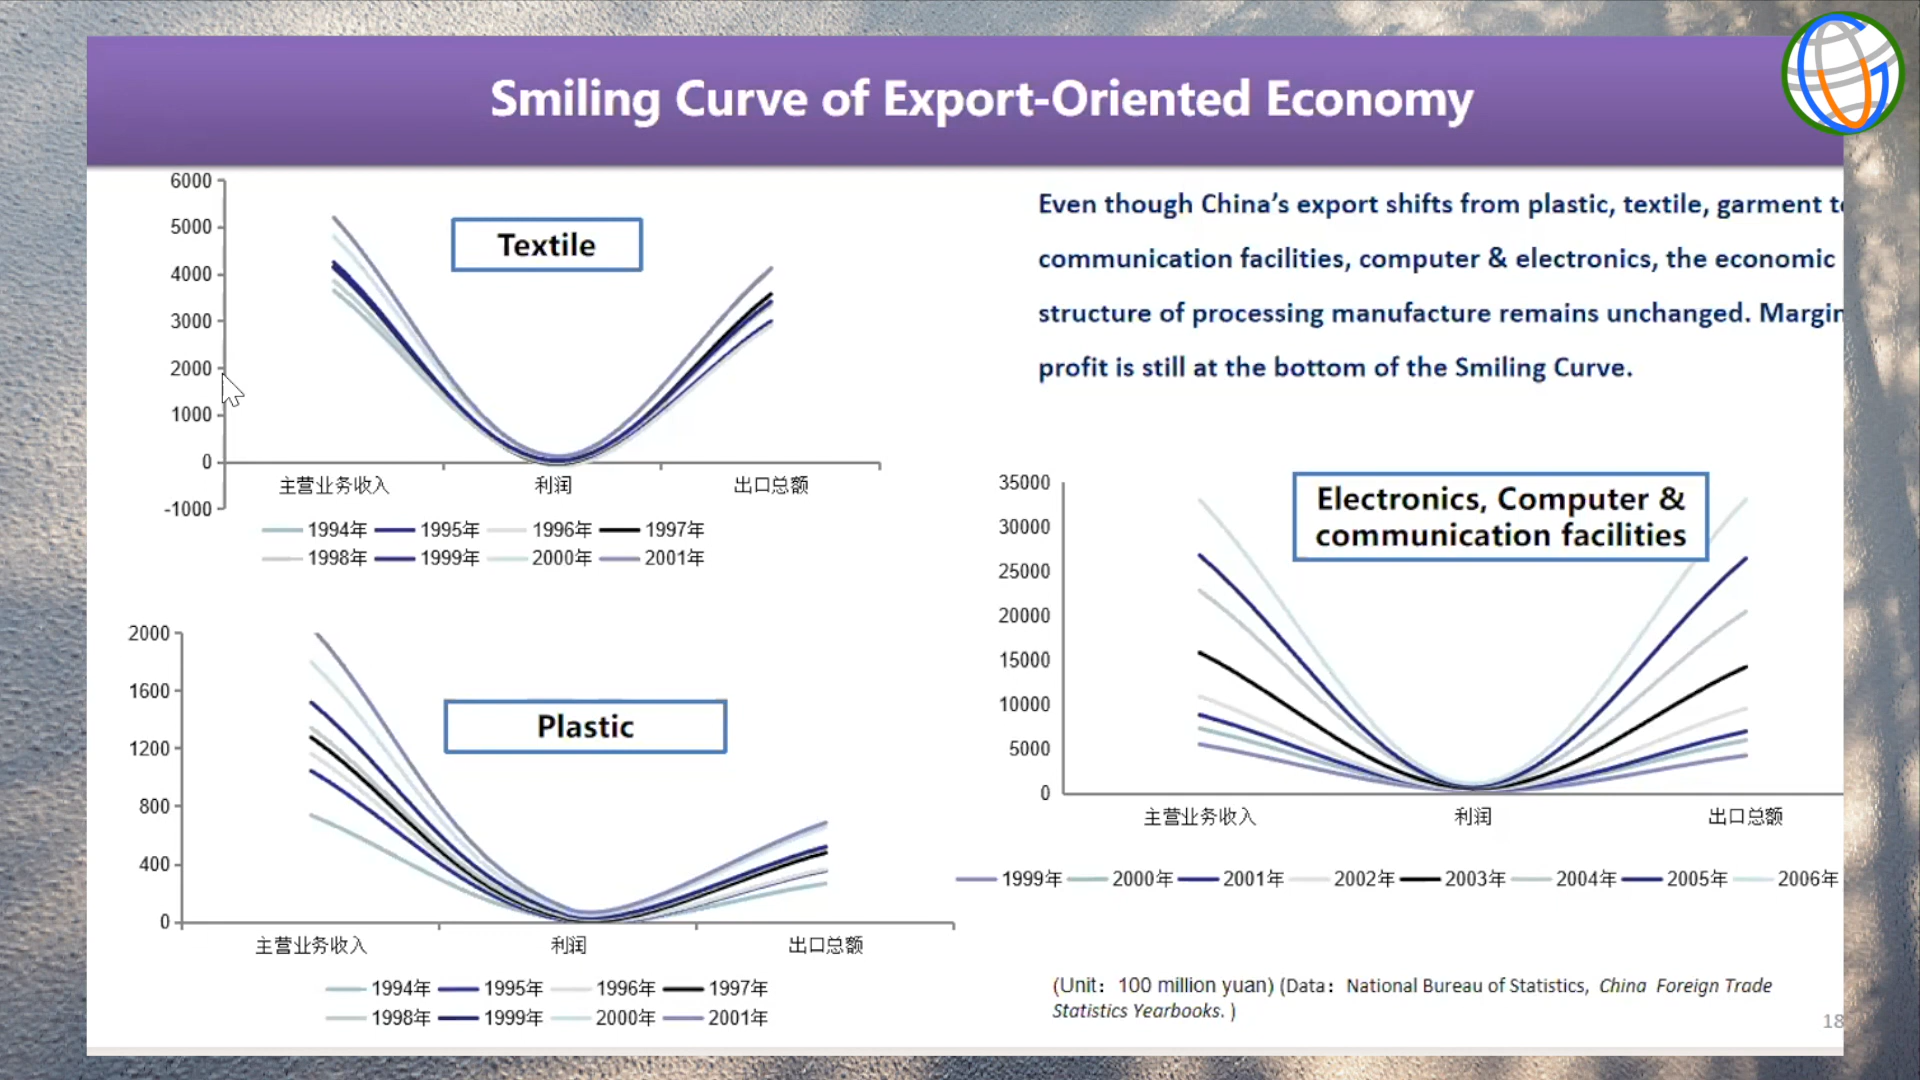 Smiling Curve of Export-Oriented Economy
6000
5000
4000
3000
2000
1000
0
-1000
Textile
主营业务收入 利润 出口总额
1994年 1995年 1996年 1997年
1998年 1999年 2000年 2001年
2000
1600
1200
800
400
0
Plastic
主营业务收入 利润 出口总额
1994年 1995年 1996年 1997年
1998年 1999年 2000年 2001年
Even though China's export shifts from plastic, textile, garment
communication facilities, computer & electronics, the economic
structure of processing manufacture remains unchanged. Margin
profit is still at the bottom of the Smiling Curve.
35000
30000
25000
20000
15000
10000
5000
0
Electronics, Computer &
communication facilities
主营业务收入 利润 出口总额
1999年 2000年 2001年 2002年 2003年 2004年 2005年 2006年
(Unit：100 million yuan) (Data：National Bureau of Statistics, China Foreign Trade
Statistics Yearbooks. )
18